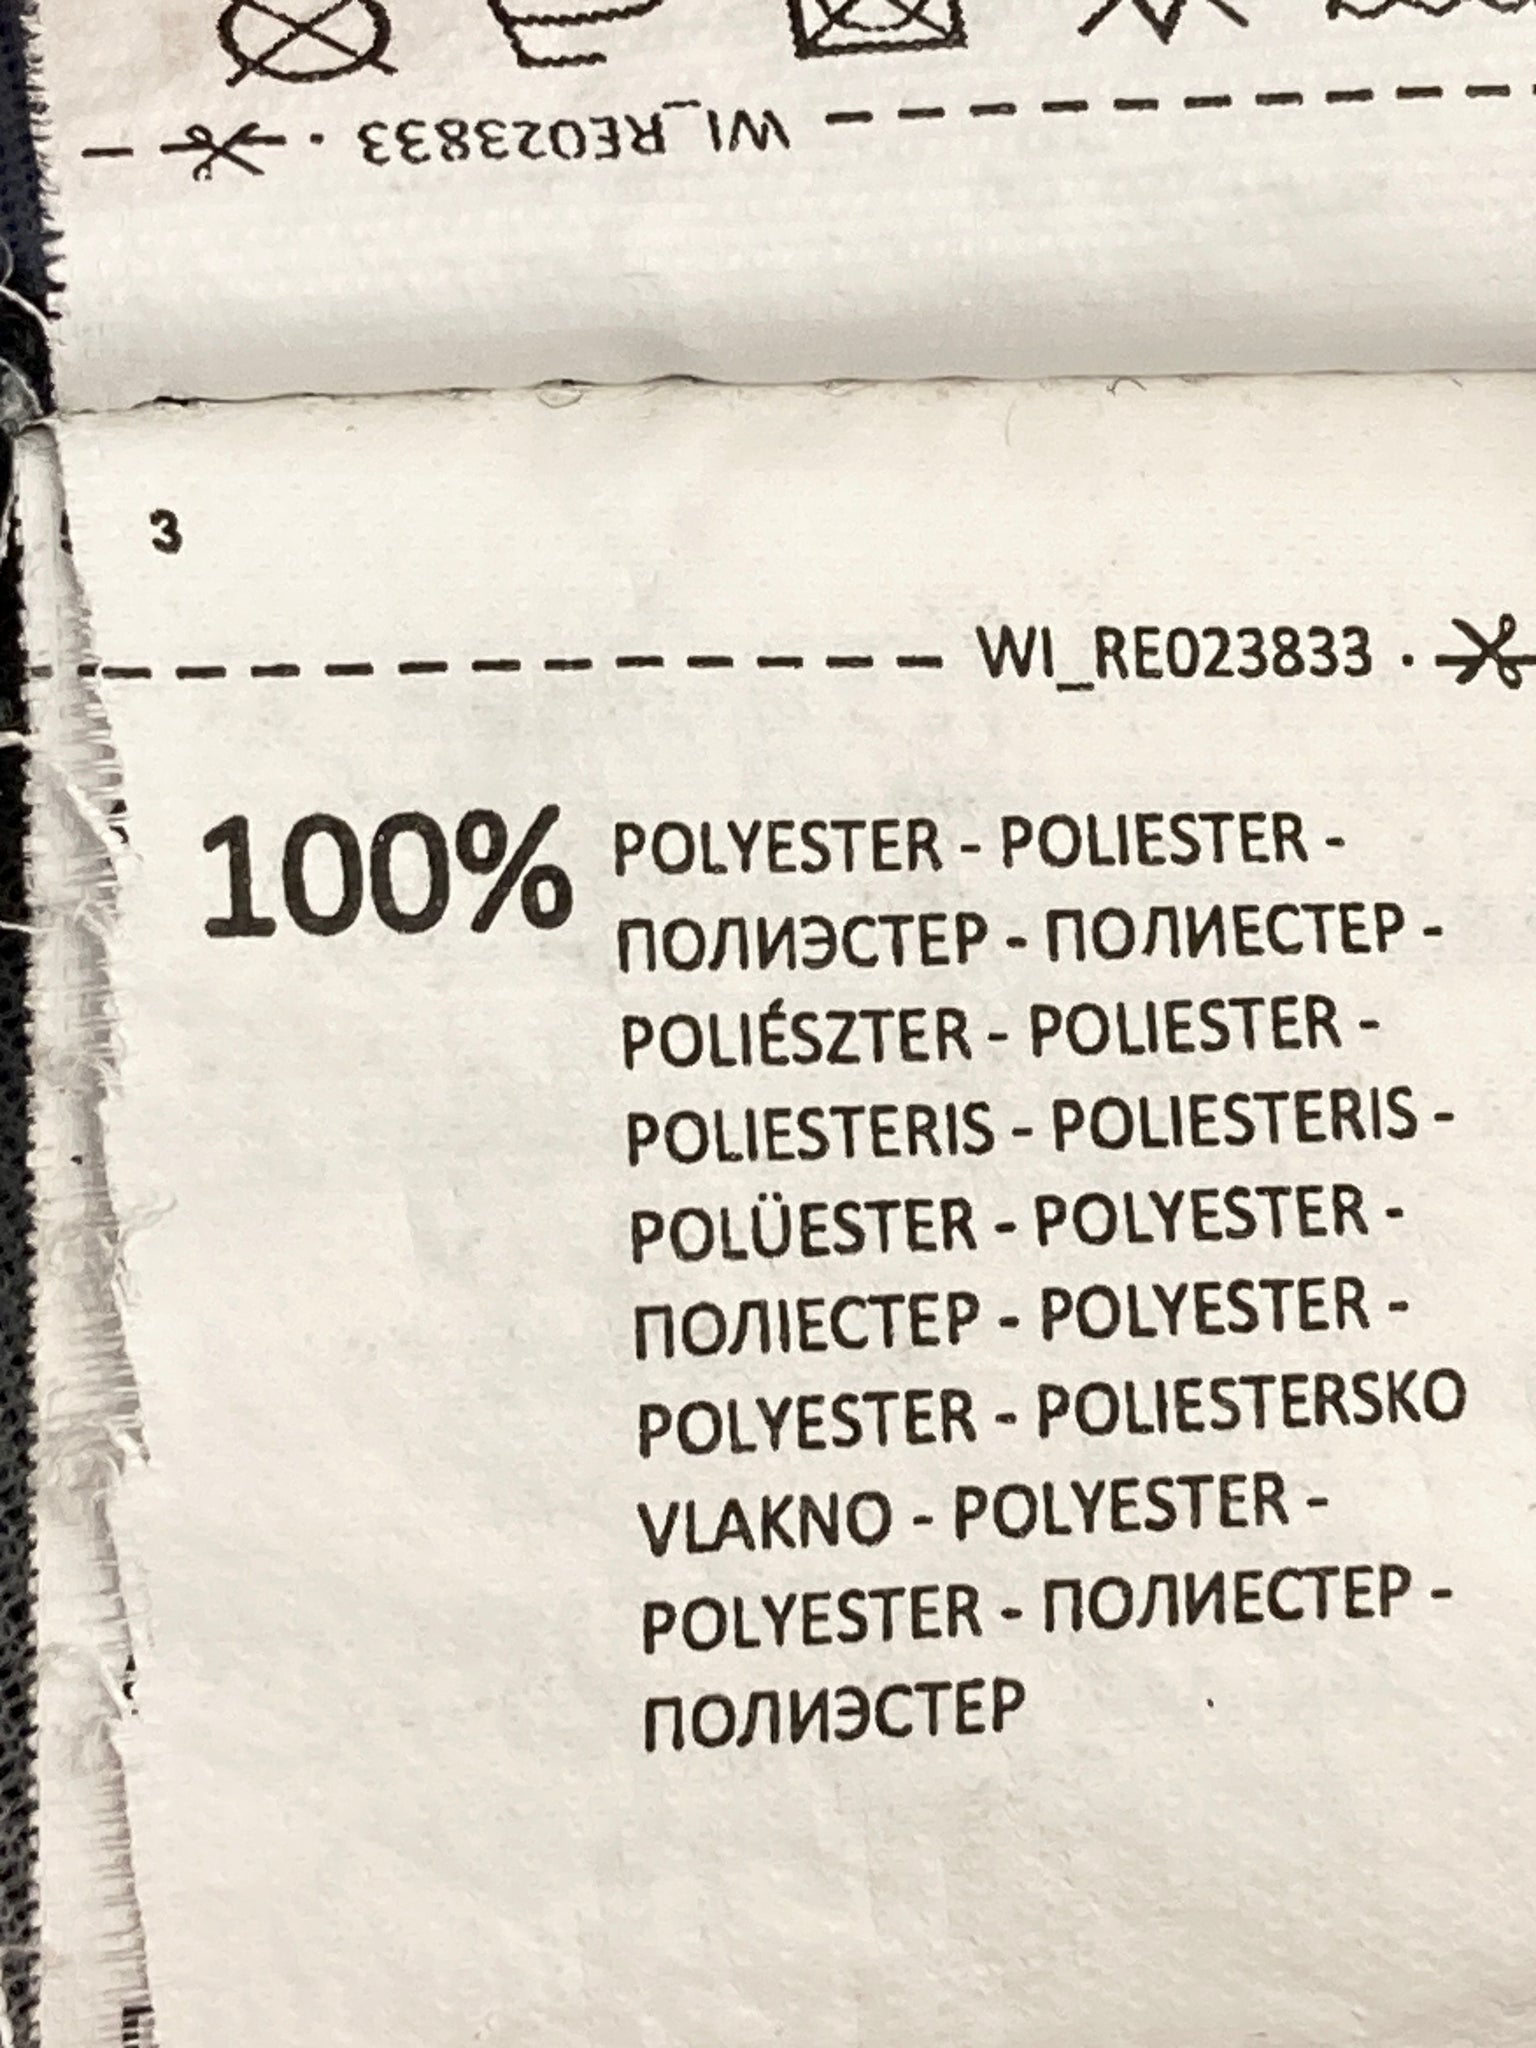 WI_RE023833
3
WI_RE023833
100% POLYESTER - POLIESTER -
ПОЛИЭСТЕР - ПОЛИЕСТЕР -
POLIÉSZTER - POLIESTER -
POLIESTERIS - POLIESTERIS -
POLÜESTER - POLYESTER -
ПОЛІЕСТЕР - POLYESTER -
POLYESTER - POLIESTERSKO
VLAKNO - POLYESTER -
POLYESTER - ПОЛИЕСТЕР -
ПОЛИЭСТЕР